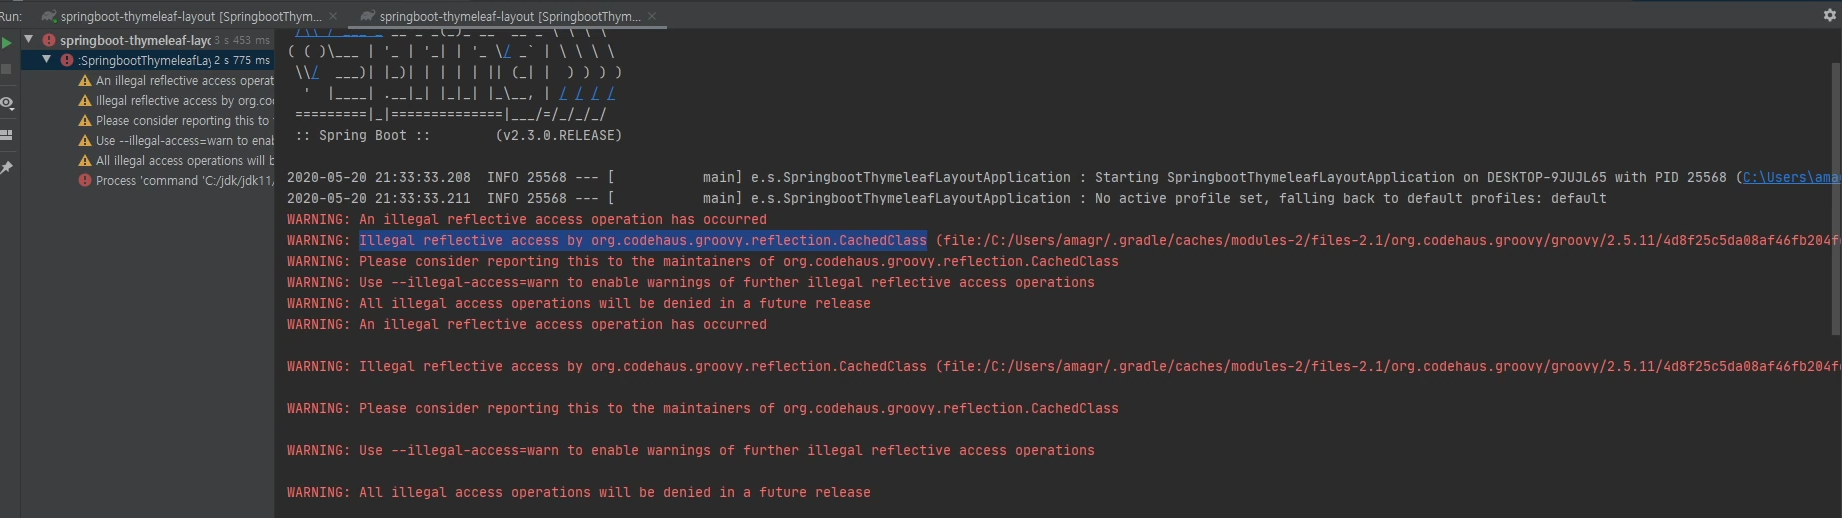 Run: springboot-thymeleaf-layout [SpringbootThym... × springboot-thymeleaf-layout [SpringbootThym... ×
springboot-thymeleaf-layo 3 s 453 ms
:SpringbootThymeleafLay 2 s 775 ms
An illegal reflective access operat
Illegal reflective access by org.co
Please consider reporting this to
Use --illegal-access=warn to enab
All illegal access operations will b
Process 'command 'C:/jdk/jdk11/
( ( )\___ | '_ | '_| | '_ \/ _` | \ \ \ \
\\/  ___)| |_)| | | | | || (_| |  ) ) ) )
'  |____| .__|_| |_|_| |_\__, | / / / /
=========|_|==============|___/=/_/_/_/
:: Spring Boot ::        (v2.3.0.RELEASE)
2020-05-20 21:33:33.208  INFO 25568 --- [           main] e.s.SpringbootThymeleafLayoutApplication : Starting SpringbootThymeleafLayoutApplication on DESKTOP-9JUJL65 with PID 25568 (C:\Users\ama
2020-05-20 21:33:33.211  INFO 25568 --- [           main] e.s.SpringbootThymeleafLayoutApplication : No active profile set, falling back to default profiles: default
WARNING: An illegal reflective access operation has occurred
WARNING: Illegal reflective access by org.codehaus.groovy.reflection.CachedClass (file:/C:/Users/amagr/.gradle/caches/modules-2/files-2.1/org.codehaus.groovy/groovy/2.5.11/4d8f25c5da08af46fb204f
WARNING: Please consider reporting this to the maintainers of org.codehaus.groovy.reflection.CachedClass
WARNING: Use --illegal-access=warn to enable warnings of further illegal reflective access operations
WARNING: All illegal access operations will be denied in a future release
WARNING: An illegal reflective access operation has occurred
WARNING: Illegal reflective access by org.codehaus.groovy.reflection.CachedClass (file:/C:/Users/amagr/.gradle/caches/modules-2/files-2.1/org.codehaus.groovy/groovy/2.5.11/4d8f25c5da08af46fb204f
WARNING: Please consider reporting this to the maintainers of org.codehaus.groovy.reflection.CachedClass
WARNING: Use --illegal-access=warn to enable warnings of further illegal reflective access operations
WARNING: All illegal access operations will be denied in a future release